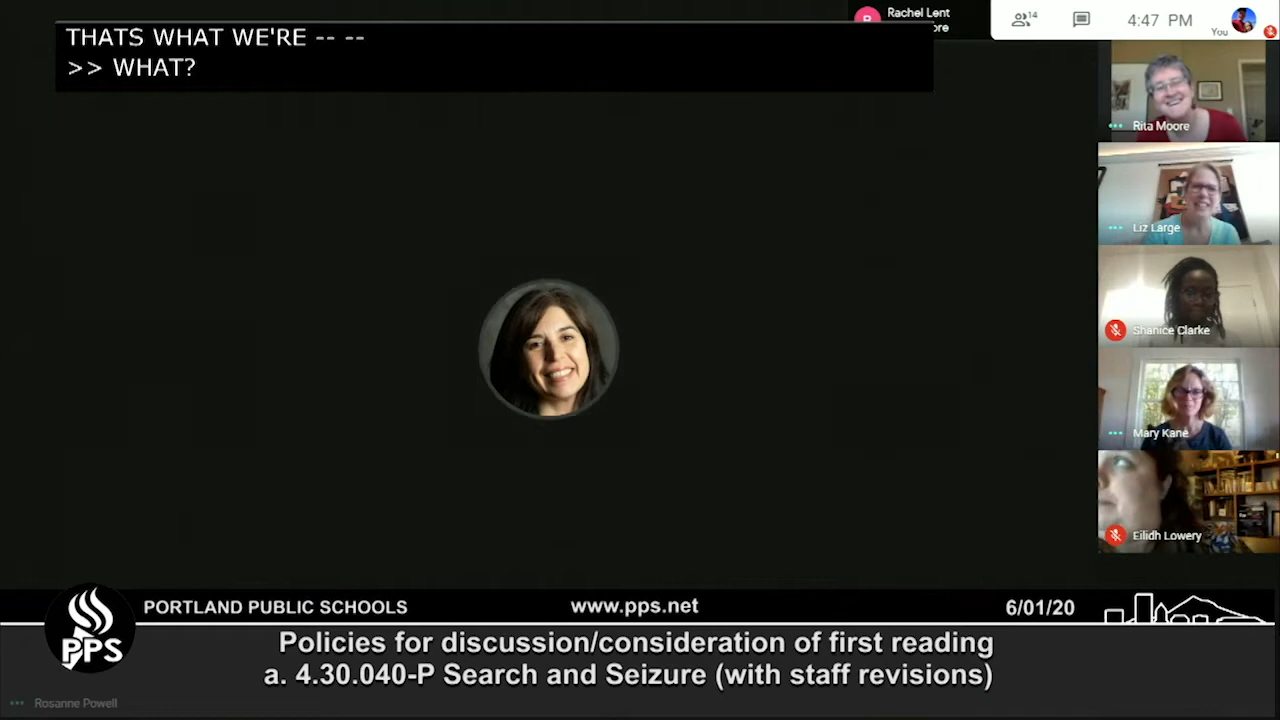 THATS WHAT WE'RE -- --
>> WHAT?
R
Rachel Lent
ore
14
4:47 PM
You
Rita Moore
Liz Large
Shanice Clarke
Mary Kane
Eilidh Lowery
PPS
PORTLAND PUBLIC SCHOOLS
www.pps.net
6/01/20
Policies for discussion/consideration of first reading
a. 4.30.040-P Search and Seizure (with staff revisions)
Rosanne Powell